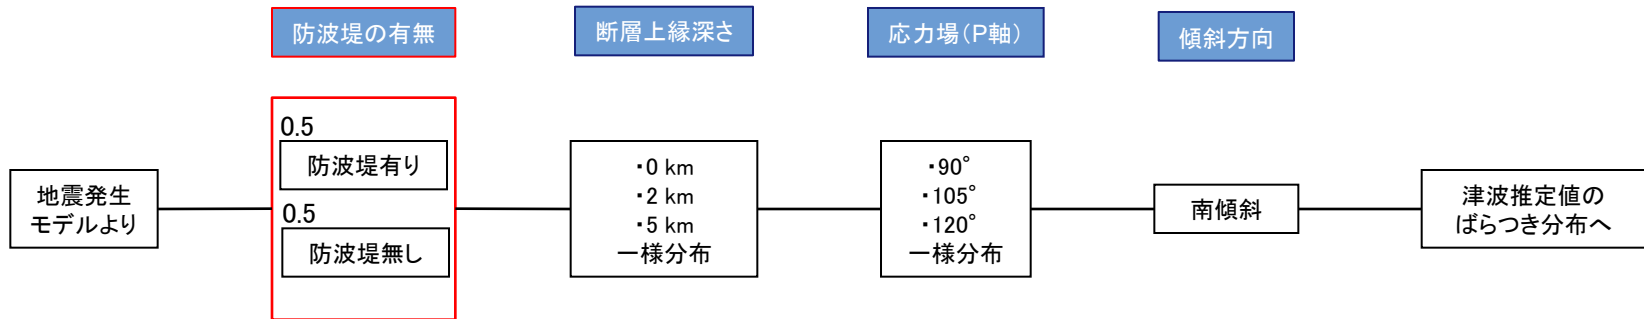 防波堤の有無
断層上縁深さ
応力場(P軸)
傾斜方向
地震発生
モデルより
0.5
防波堤有り
0.5
防波堤無し
・0 km
・2 km
・5 km
一様分布
・90°
・105°
・120°
一様分布
南傾斜
津波推定値の
ばらつき分布へ